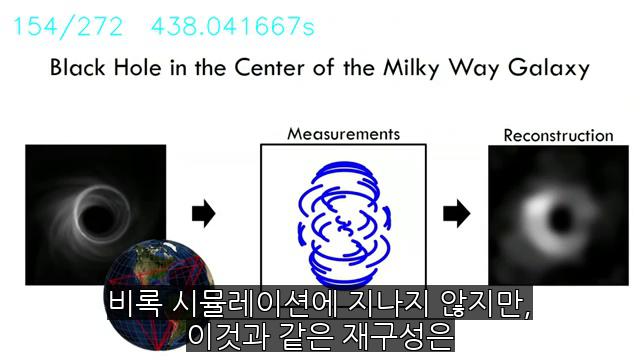 154/272 438.041667s
Black Hole in the Center of the Milky Way Galaxy
Measurements
Reconstruction
비록 시뮬레이션에 지나지 않지만,
이것과 같은 재구성은